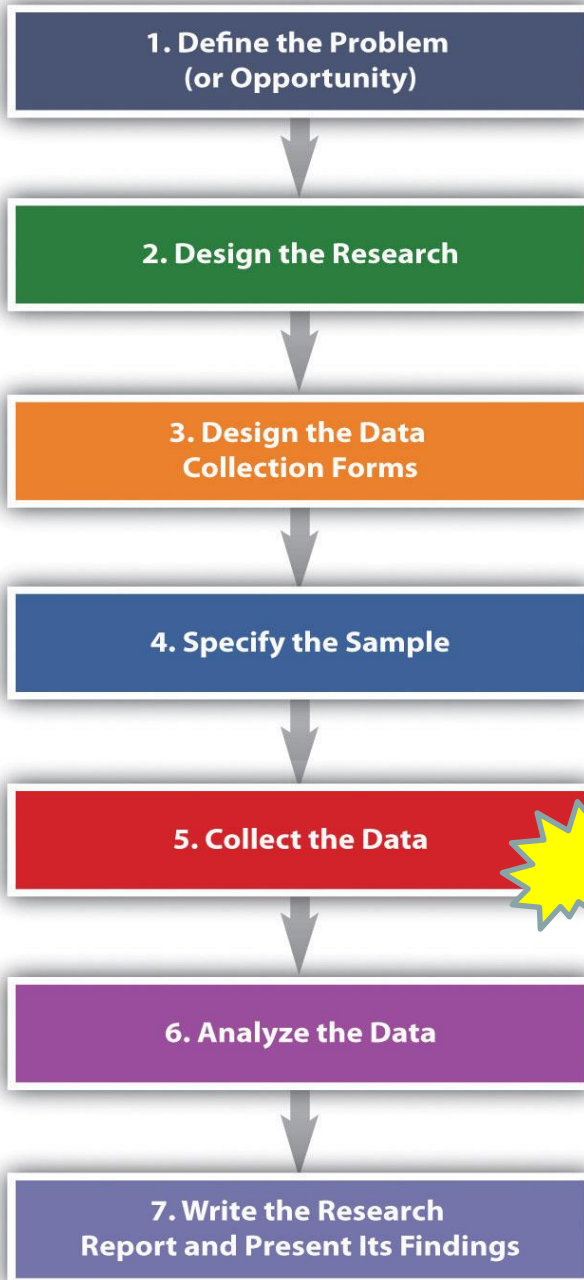 1. Define the Problem
(or Opportunity)
2. Design the Research
3. Design the Data
Collection Forms
4. Specify the Sample
5. Collect the Data
6. Analyze the Data
7. Write the Research
Report and Present Its Findings